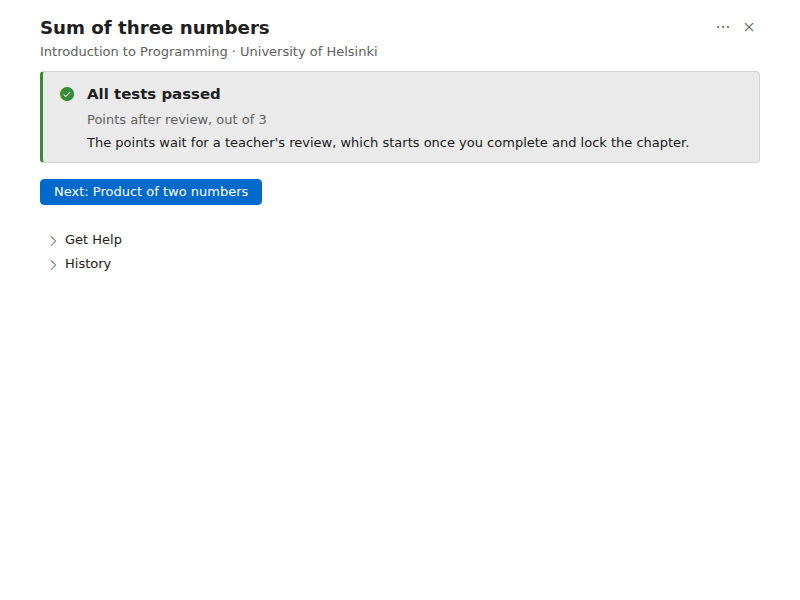 Sum of three numbers
Introduction to Programming · University of Helsinki
All tests passed
Points after review, out of 3
The points wait for a teacher's review, which starts once you complete and lock the chapter.
Next: Product of two numbers
Get Help
History